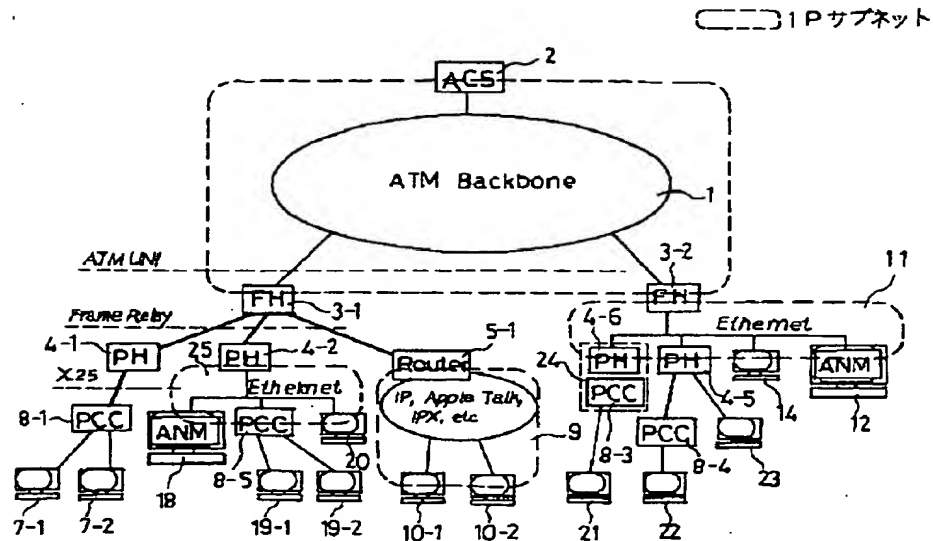 1Pサブネット
2
ACS
ATM Backbone
1
ATM UNI
3-2
11
FH
3-1
FH
Frame Relay
4-6
Ethernet
4-1
PH
25
PH
4-2
5-1
Router
24
PH
PH
ANM
X.25
Ethernet
IP, Apple Talk,
IPX, etc
PCC
4-5
14
12
8-1
PCC
ANM
PCC
20
9
8-3
PCC
8-4
23
18
8-5
7-1
7-2
19-1
19-2
10-1
10-2
21
22